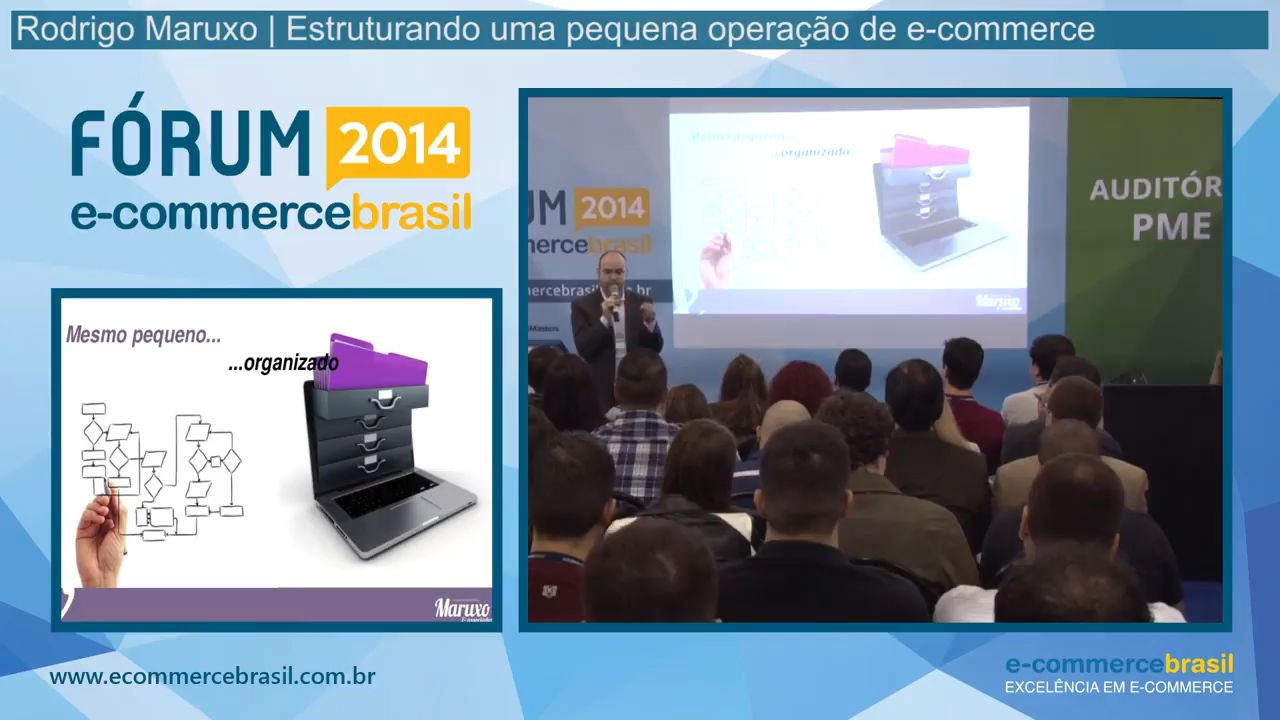 Rodrigo Maruxo | Estruturando uma pequena operação de e-commerce
FÓRUM 2014
e-commercebrasil
Mesmo pequeno...
...organizado
Maruxo
UM 2014
mercebrasil
Mesmo pequeno...
...organizado
Maruxo
AUDITÓR
PME
www.ecommercebrasil.com.br
e-commercebrasil
EXCELÊNCIA EM E-COMMERCE